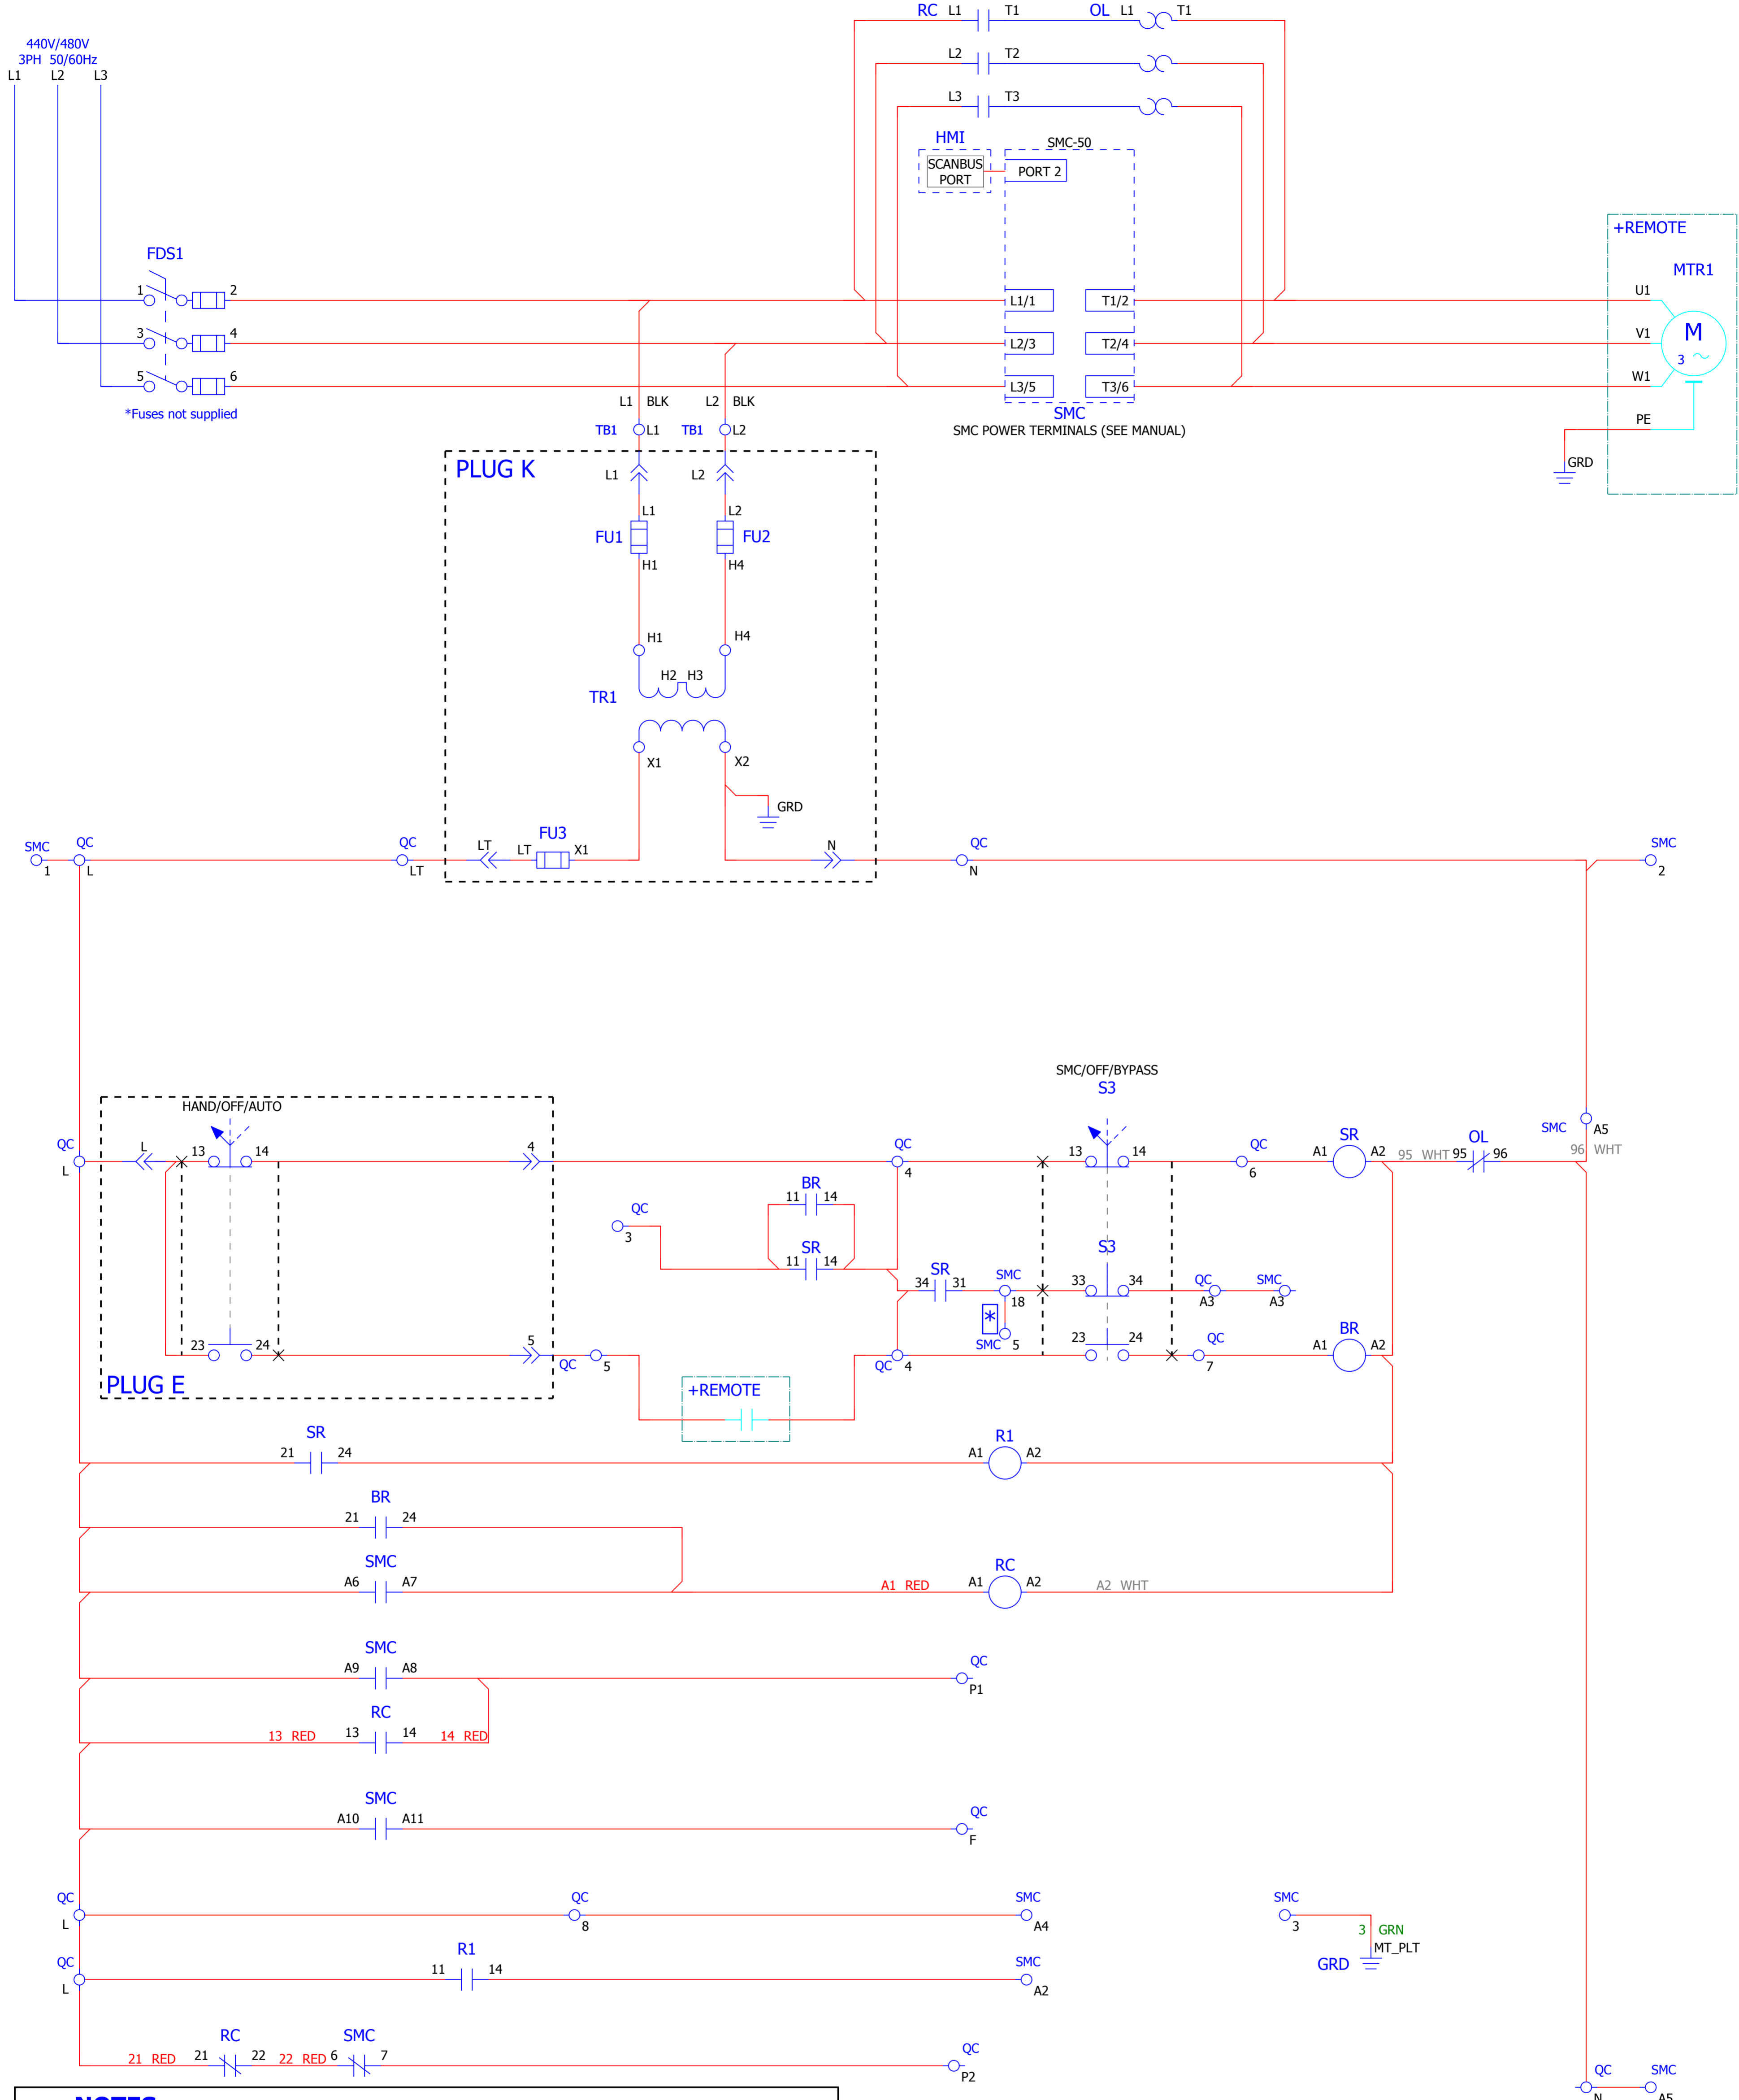 RC L1 T1 OL L1 T1
440V/480V
3PH 50/60Hz
L1 L2 L3
L2 T2
L3 T3
HMI
SMC-50
SCANBUS
PORT
PORT 2
+REMOTE
FDS1
MTR1
1 2
L1/1 T1/2
U1
3 4
L2/3 T2/4
V1
M
3
5 6
L3/5 T3/6
W1
*Fuses not supplied
L1 BLK L2 BLK
SMC
PE
TB1 L1 TB1 L2
SMC POWER TERMINALS (SEE MANUAL)
GRD
PLUG K
L1 L2
L1 L2
FU1 FU2
H1 H4
H1 H4
H2 H3
TR1
X1 X2
GRD
SMC QC QC LT LT FU3 X1 N QC SMC
1 L LT N 2
SMC/OFF/BYPASS
S3
HAND/OFF/AUTO
SMC A5
QC L 13 14 4 QC 13 14 QC SR OL
L 4 6 A1 A2 95 WHT 95 96 96 WHT
BR
11 14
QC
3
SR
11 14
S3
SR
34 31 SMC 33 34 QC SMC
18 A3 A3
*
SMC 5
23 24 5 QC 5 QC 4 23 24 QC 7 A1 BR A2
PLUG E
+REMOTE
SR
21 24
R1
A1 A2
BR
21 24
SMC
A6 A7
RC
A1 RED A1 A2 A2 WHT
SMC
A9 A8
QC
P1
RC
13 RED 13 14 14 RED
SMC
A10 A11
QC
F
QC QC SMC SMC
L 8 A4 3
3 GRN
MT_PLT
GRD
QC R1 SMC
L 11 14 A2
RC SMC
21 RED 21 22 22 RED 6 7
QC
P2
QC SMC
N A5
NOTES